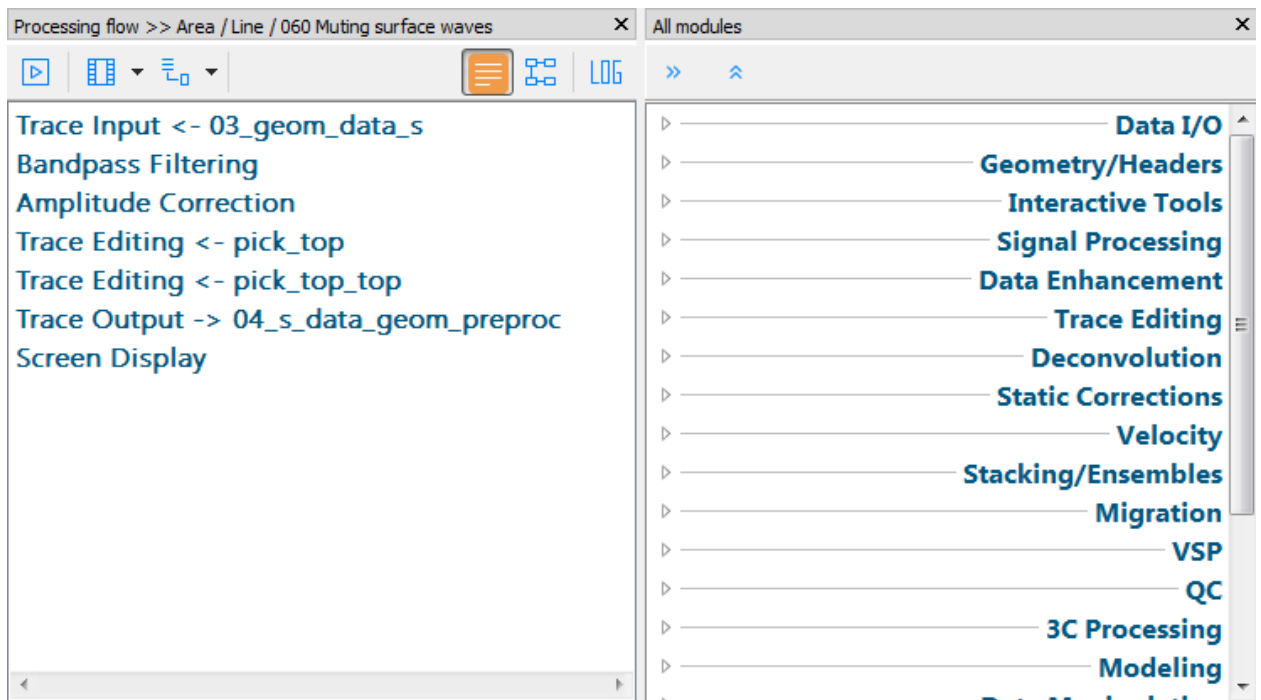 Processing flow >> Area / Line / 060 Muting surface waves
LOG
Trace Input <- 03_geom_data_s
Bandpass Filtering
Amplitude Correction
Trace Editing <- pick_top
Trace Editing <- pick_top_top
Trace Output -> 04_s_data_geom_preproc
Screen Display
All modules
Data I/O
Geometry/Headers
Interactive Tools
Signal Processing
Data Enhancement
Trace Editing
Deconvolution
Static Corrections
Velocity
Stacking/Ensembles
Migration
VSP
QC
3C Processing
Modeling